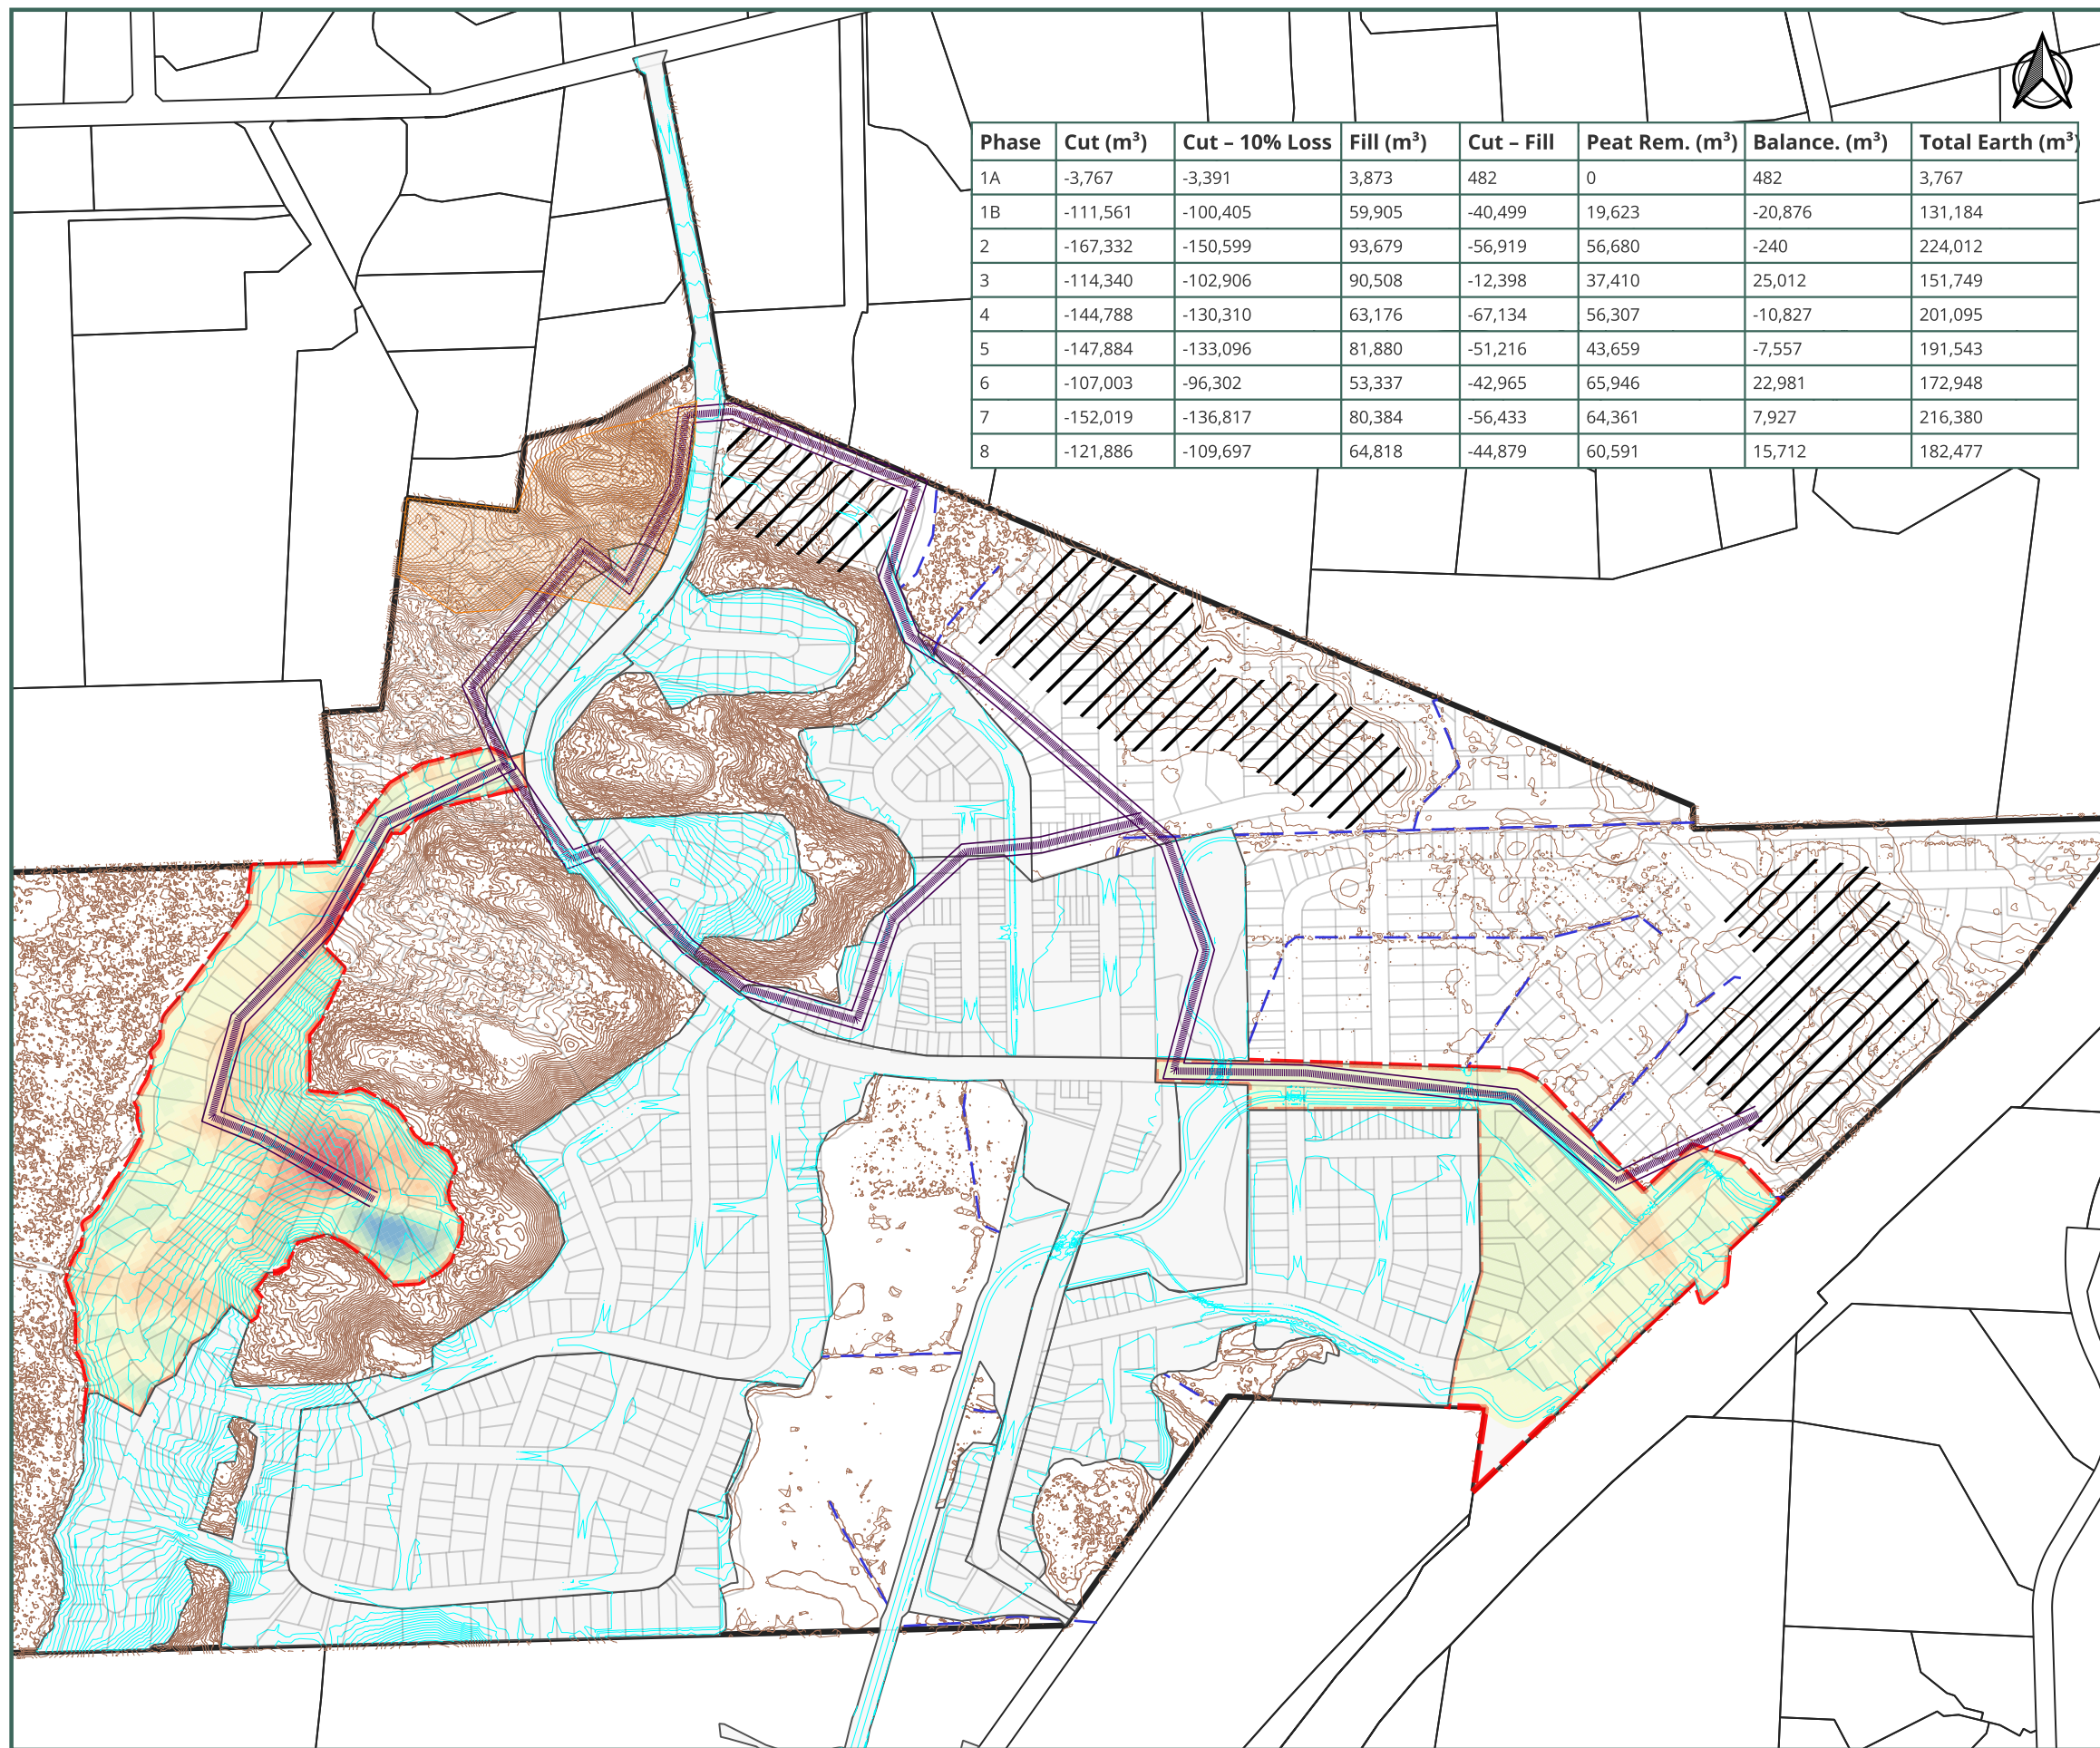 Phase Cut (m³) Cut – 10% Loss Fill (m³) Cut – Fill Peat Rem. (m³) Balance. (m³) Total Earth (m³)
1A -3,767 -3,391 3,873 482 0 482 3,767
1B -111,561 -100,405 59,905 -40,499 19,623 -20,876 131,184
2 -167,332 -150,599 93,679 -56,919 56,680 -240 224,012
3 -114,340 -102,906 90,508 -12,398 37,410 25,012 151,749
4 -144,788 -130,310 63,176 -67,134 56,307 -10,827 201,095
5 -147,884 -133,096 81,880 -51,216 43,659 -7,557 191,543
6 -107,003 -96,302 53,337 -42,965 65,946 22,981 172,948
7 -152,019 -136,817 80,384 -56,433 64,361 7,927 216,380
8 -121,886 -109,697 64,818 -44,879 60,591 15,712 182,477